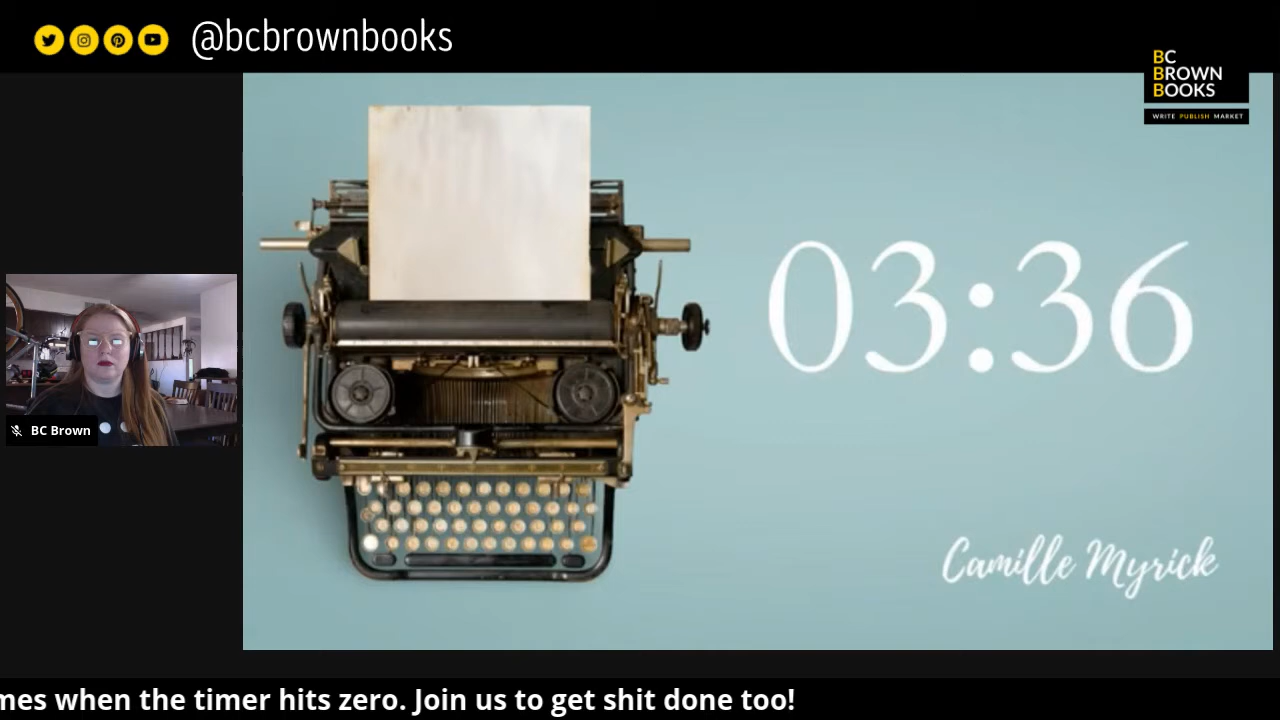 @bcbrownbooks
BC
BROWN
BOOKS
WRITE PUBLISH MARKET
03:36
BC Brown
Camille Myrick
mes when the timer hits zero. Join us to get shit done too!